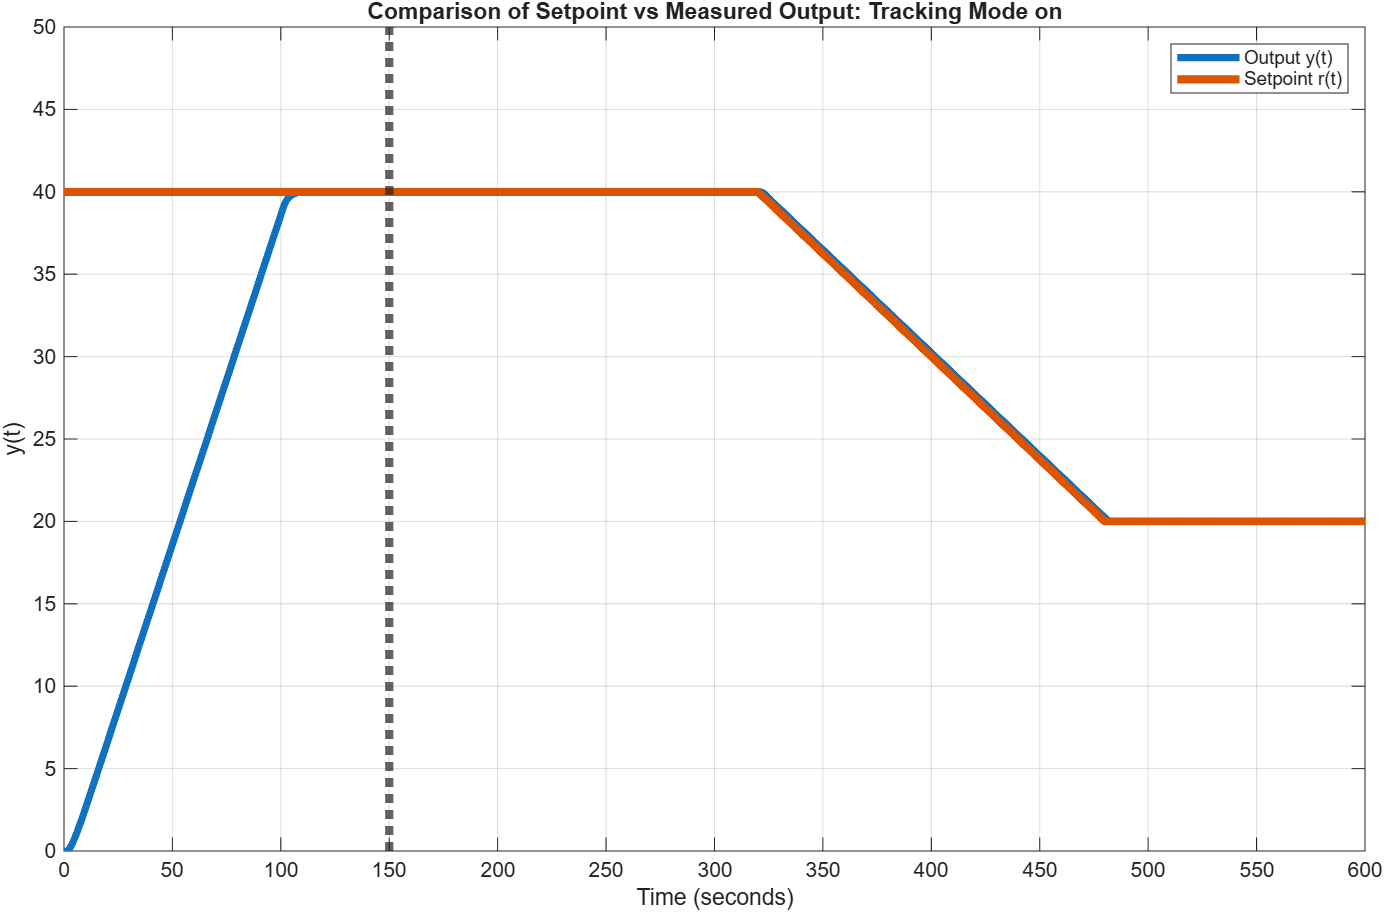 Comparison of Setpoint vs Measured Output: Tracking Mode on
Output y(t)
Setpoint r(t)
50
45
40
35
30
25
20
15
10
5
0
y(t)
0 50 100 150 200 250 300 350 400 450 500 550 600
Time (seconds)